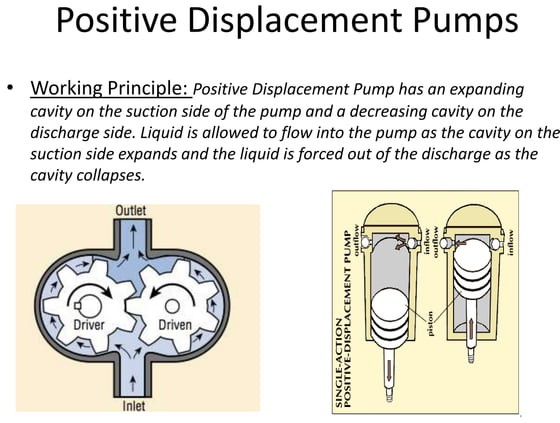 Positive Displacement Pumps
• Working Principle: Positive Displacement Pump has an expanding
cavity on the suction side of the pump and a decreasing cavity on the
discharge side. Liquid is allowed to flow into the pump as the cavity on the
suction side expands and the liquid is forced out of the discharge as the
cavity collapses.
Outlet
Driver
Driven
Inlet
SINGLE-ACTION
POSITIVE-DISPLACEMENT PUMP
outflow
inflow
outflow
inflow
piston